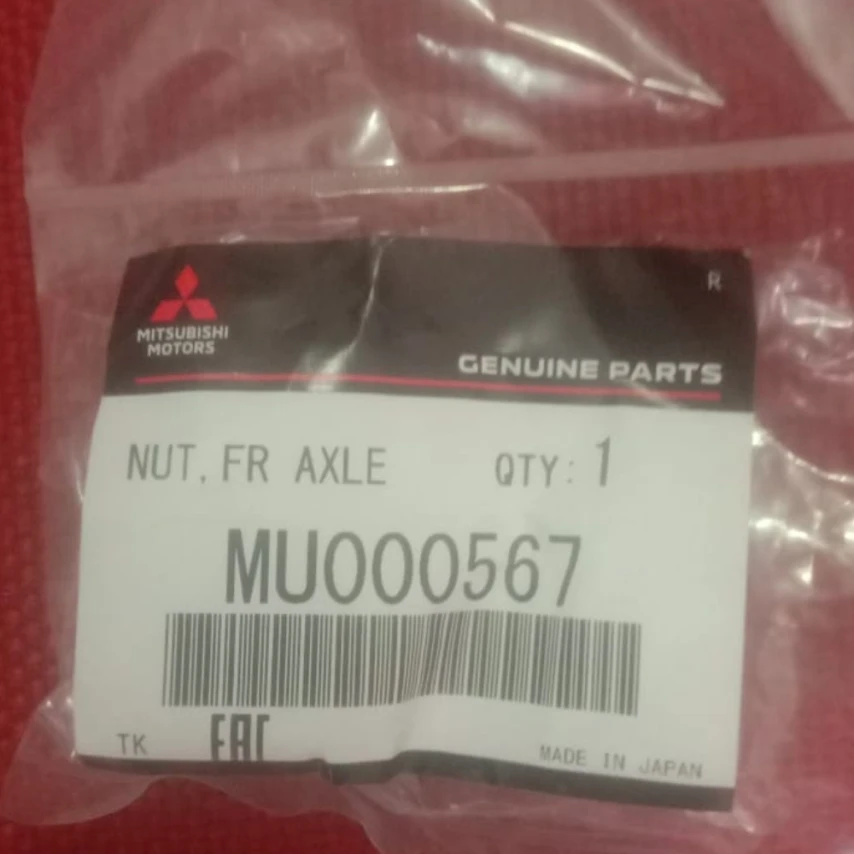 R
MITSUBISHI
MOTORS
GENUINE PARTS
NUT, FR AXLE QTY: 1
MU000567
TK EAC MADE IN JAPAN